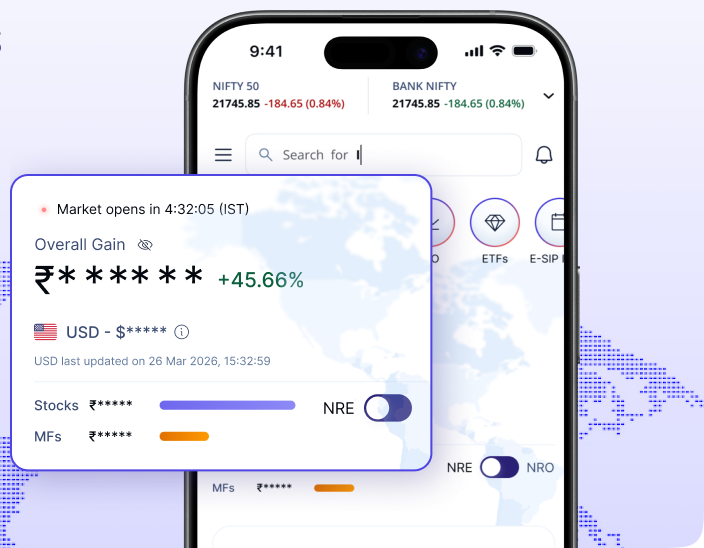 9:41
NIFTY 50
21745.85 -184.65 (0.84%)
BANK NIFTY
21745.85 -184.65 (0.84%)
Search for I
Market opens in 4:32:05 (IST)
Overall Gain
₹****** +45.66%
USD - $*****
USD last updated on 26 Mar 2026, 15:32:59
Stocks ₹*****
NRE
MFs ₹*****
O
ETFs
E-SIP
NRE NRO
MFs ₹*****